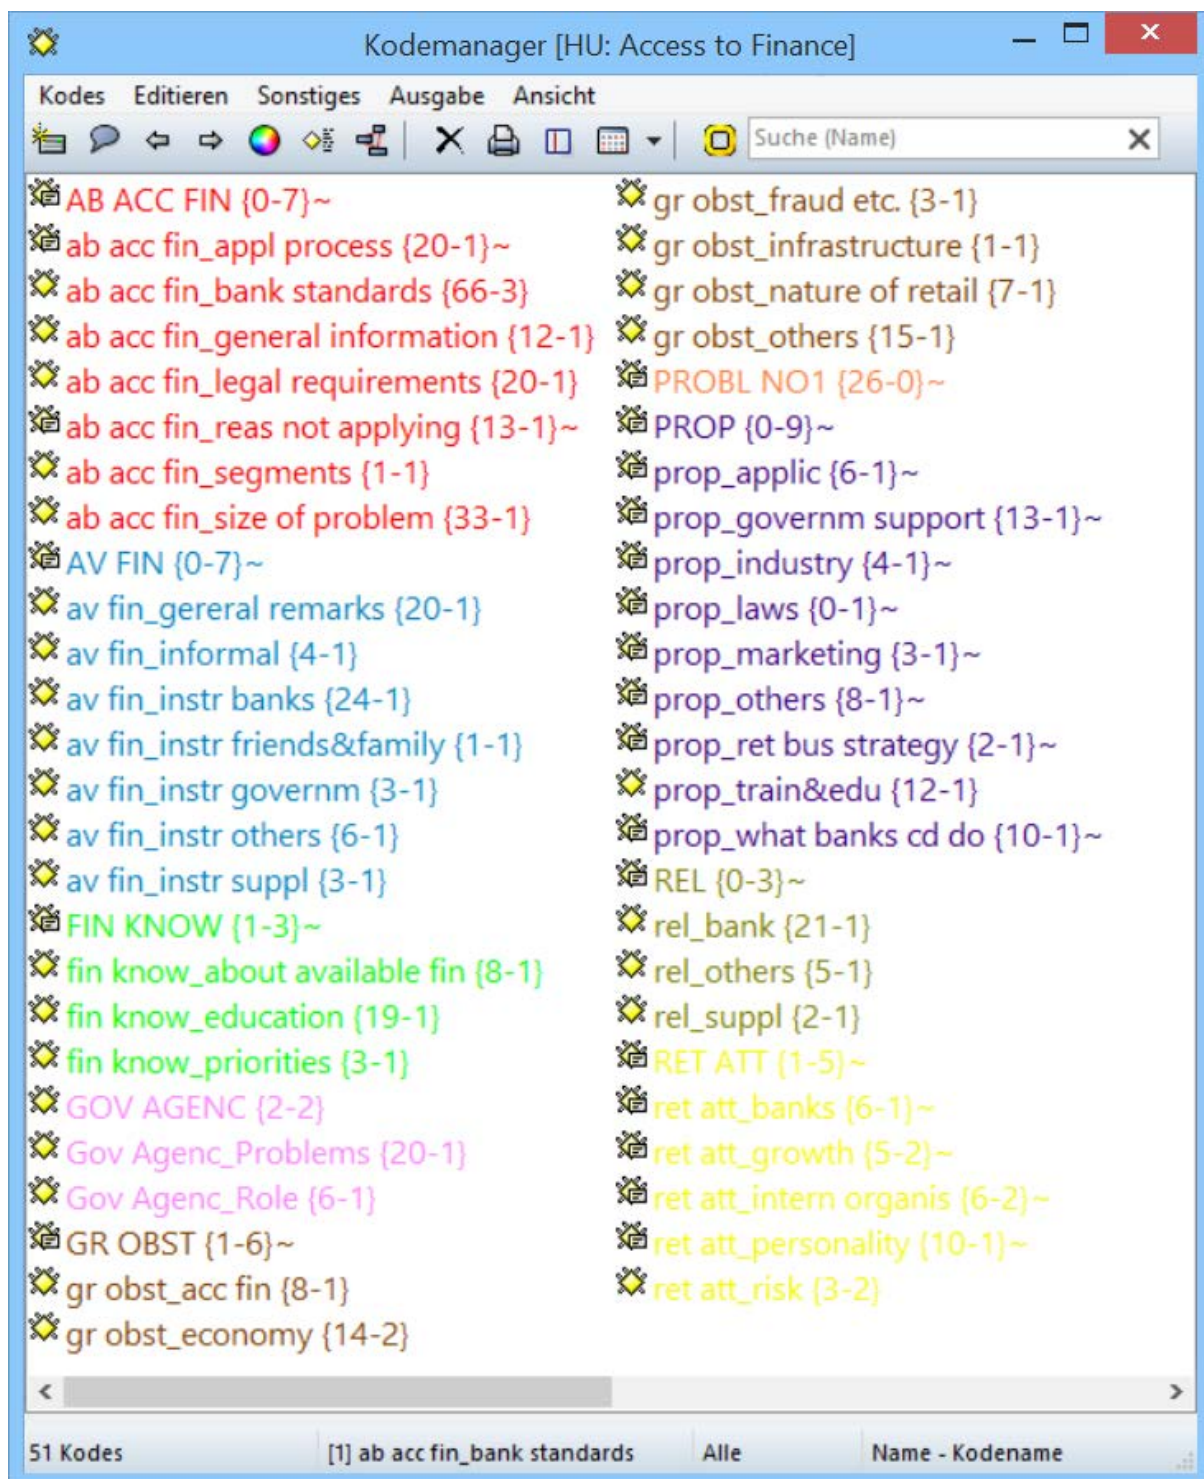 Kodemanager [HU: Access to Finance]
Kodes Editieren Sonstiges Ausgabe Ansicht
Suche (Name)
AB ACC FIN {0-7}~
ab acc fin_appl process {20-1}~
ab acc fin_bank standards {66-3}
ab acc fin_general information {12-1}
ab acc fin_legal requirements {20-1}
ab acc fin_reas not applying {13-1}~
ab acc fin_segments {1-1}
ab acc fin_size of problem {33-1}
AV FIN {0-7}~
av fin_gereral remarks {20-1}
av fin_informal {4-1}
av fin_instr banks {24-1}
av fin_instr friends&family {1-1}
av fin_instr governm {3-1}
av fin_instr others {6-1}
av fin_instr suppl {3-1}
FIN KNOW {1-3}~
fin know_about available fin {8-1}
fin know_education {19-1}
fin know_priorities {3-1}
GOV AGENC {2-2}
Gov Agenc_Problems {20-1}
Gov Agenc_Role {6-1}
GR OBST {1-6}~
gr obst_acc fin {8-1}
gr obst_economy {14-2}
gr obst_fraud etc. {3-1}
gr obst_infrastructure {1-1}
gr obst_nature of retail {7-1}
gr obst_others {15-1}
PROBL NO1 {26-0}~
PROP {0-9}~
prop_applic {6-1}~
prop_governm support {13-1}~
prop_industry {4-1}~
prop_laws {0-1}~
prop_marketing {3-1}~
prop_others {8-1}~
prop_ret bus strategy {2-1}~
prop_train&edu {12-1}
prop_what banks cd do {10-1}~
REL {0-3}~
rel_bank {21-1}
rel_others {5-1}
rel_suppl {2-1}
RET ATT {1-5}~
ret att_banks {6-1}~
ret att_growth {5-2}~
ret att_intern organis {6-2}~
ret att_personality {10-1}~
ret att_risk {3-2}
51 Kodes [1] ab acc fin_bank standards Alle Name - Kodename